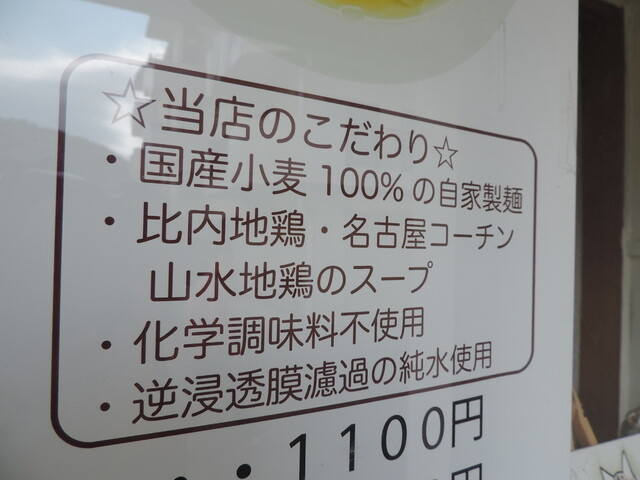 ☆当店のこだわり☆
・国産小麦100%の自家製麺
・比内地鶏・名古屋コーチン
山水地鶏のスープ
・化学調味料不使用
・逆浸透膜濾過の純水使用
・・1100円
円